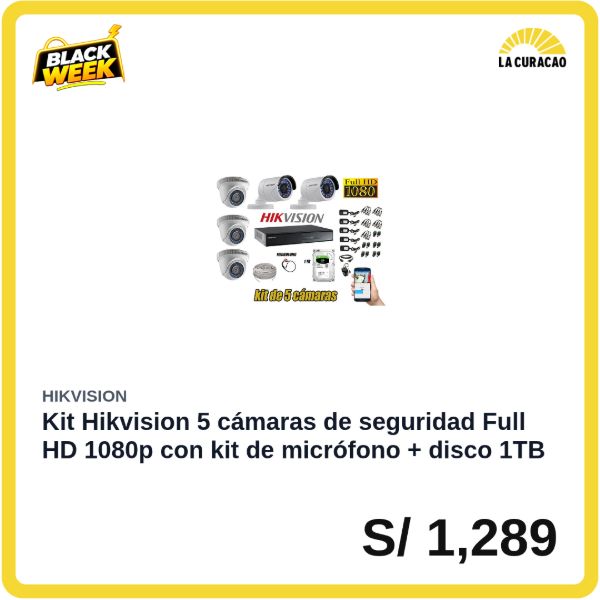 BLACK
WEEK
LA CURACAO
Full HD
1080
HIKVISION
1TB
kit de 5 cámaras
HIKVISION
Kit Hikvision 5 cámaras de seguridad Full
HD 1080p con kit de micrófono + disco 1TB
S/ 1,289